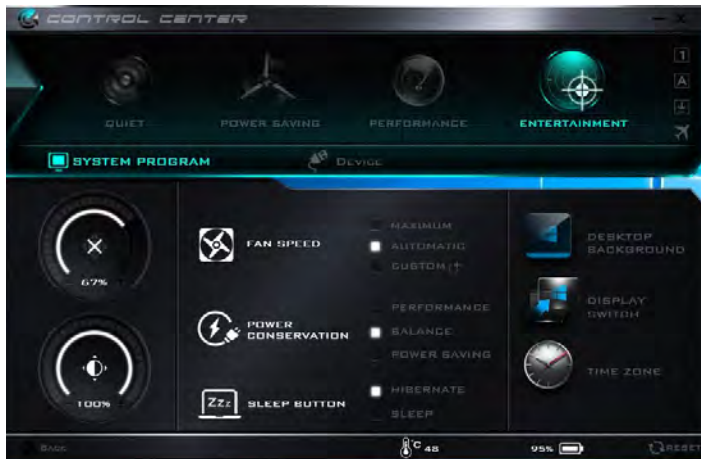 CONTROL CENTER
1
A
QUIET
POWER SAVING
PERFORMANCE
ENTERTAINMENT
SYSTEM PROGRAM
DEVICE
67%
100%
FAN SPEED
MAXIMUM
AUTOMATIC
CUSTOM
POWER
CONSERVATION
PERFORMANCE
BALANCE
POWER SAVING
ZZZ
SLEEP BUTTON
HIBERNATE
SLEEP
DESKTOP
BACKGROUND
DISPLAY
SWITCH
TIME ZONE
BACK
°C 48
95%
RESET